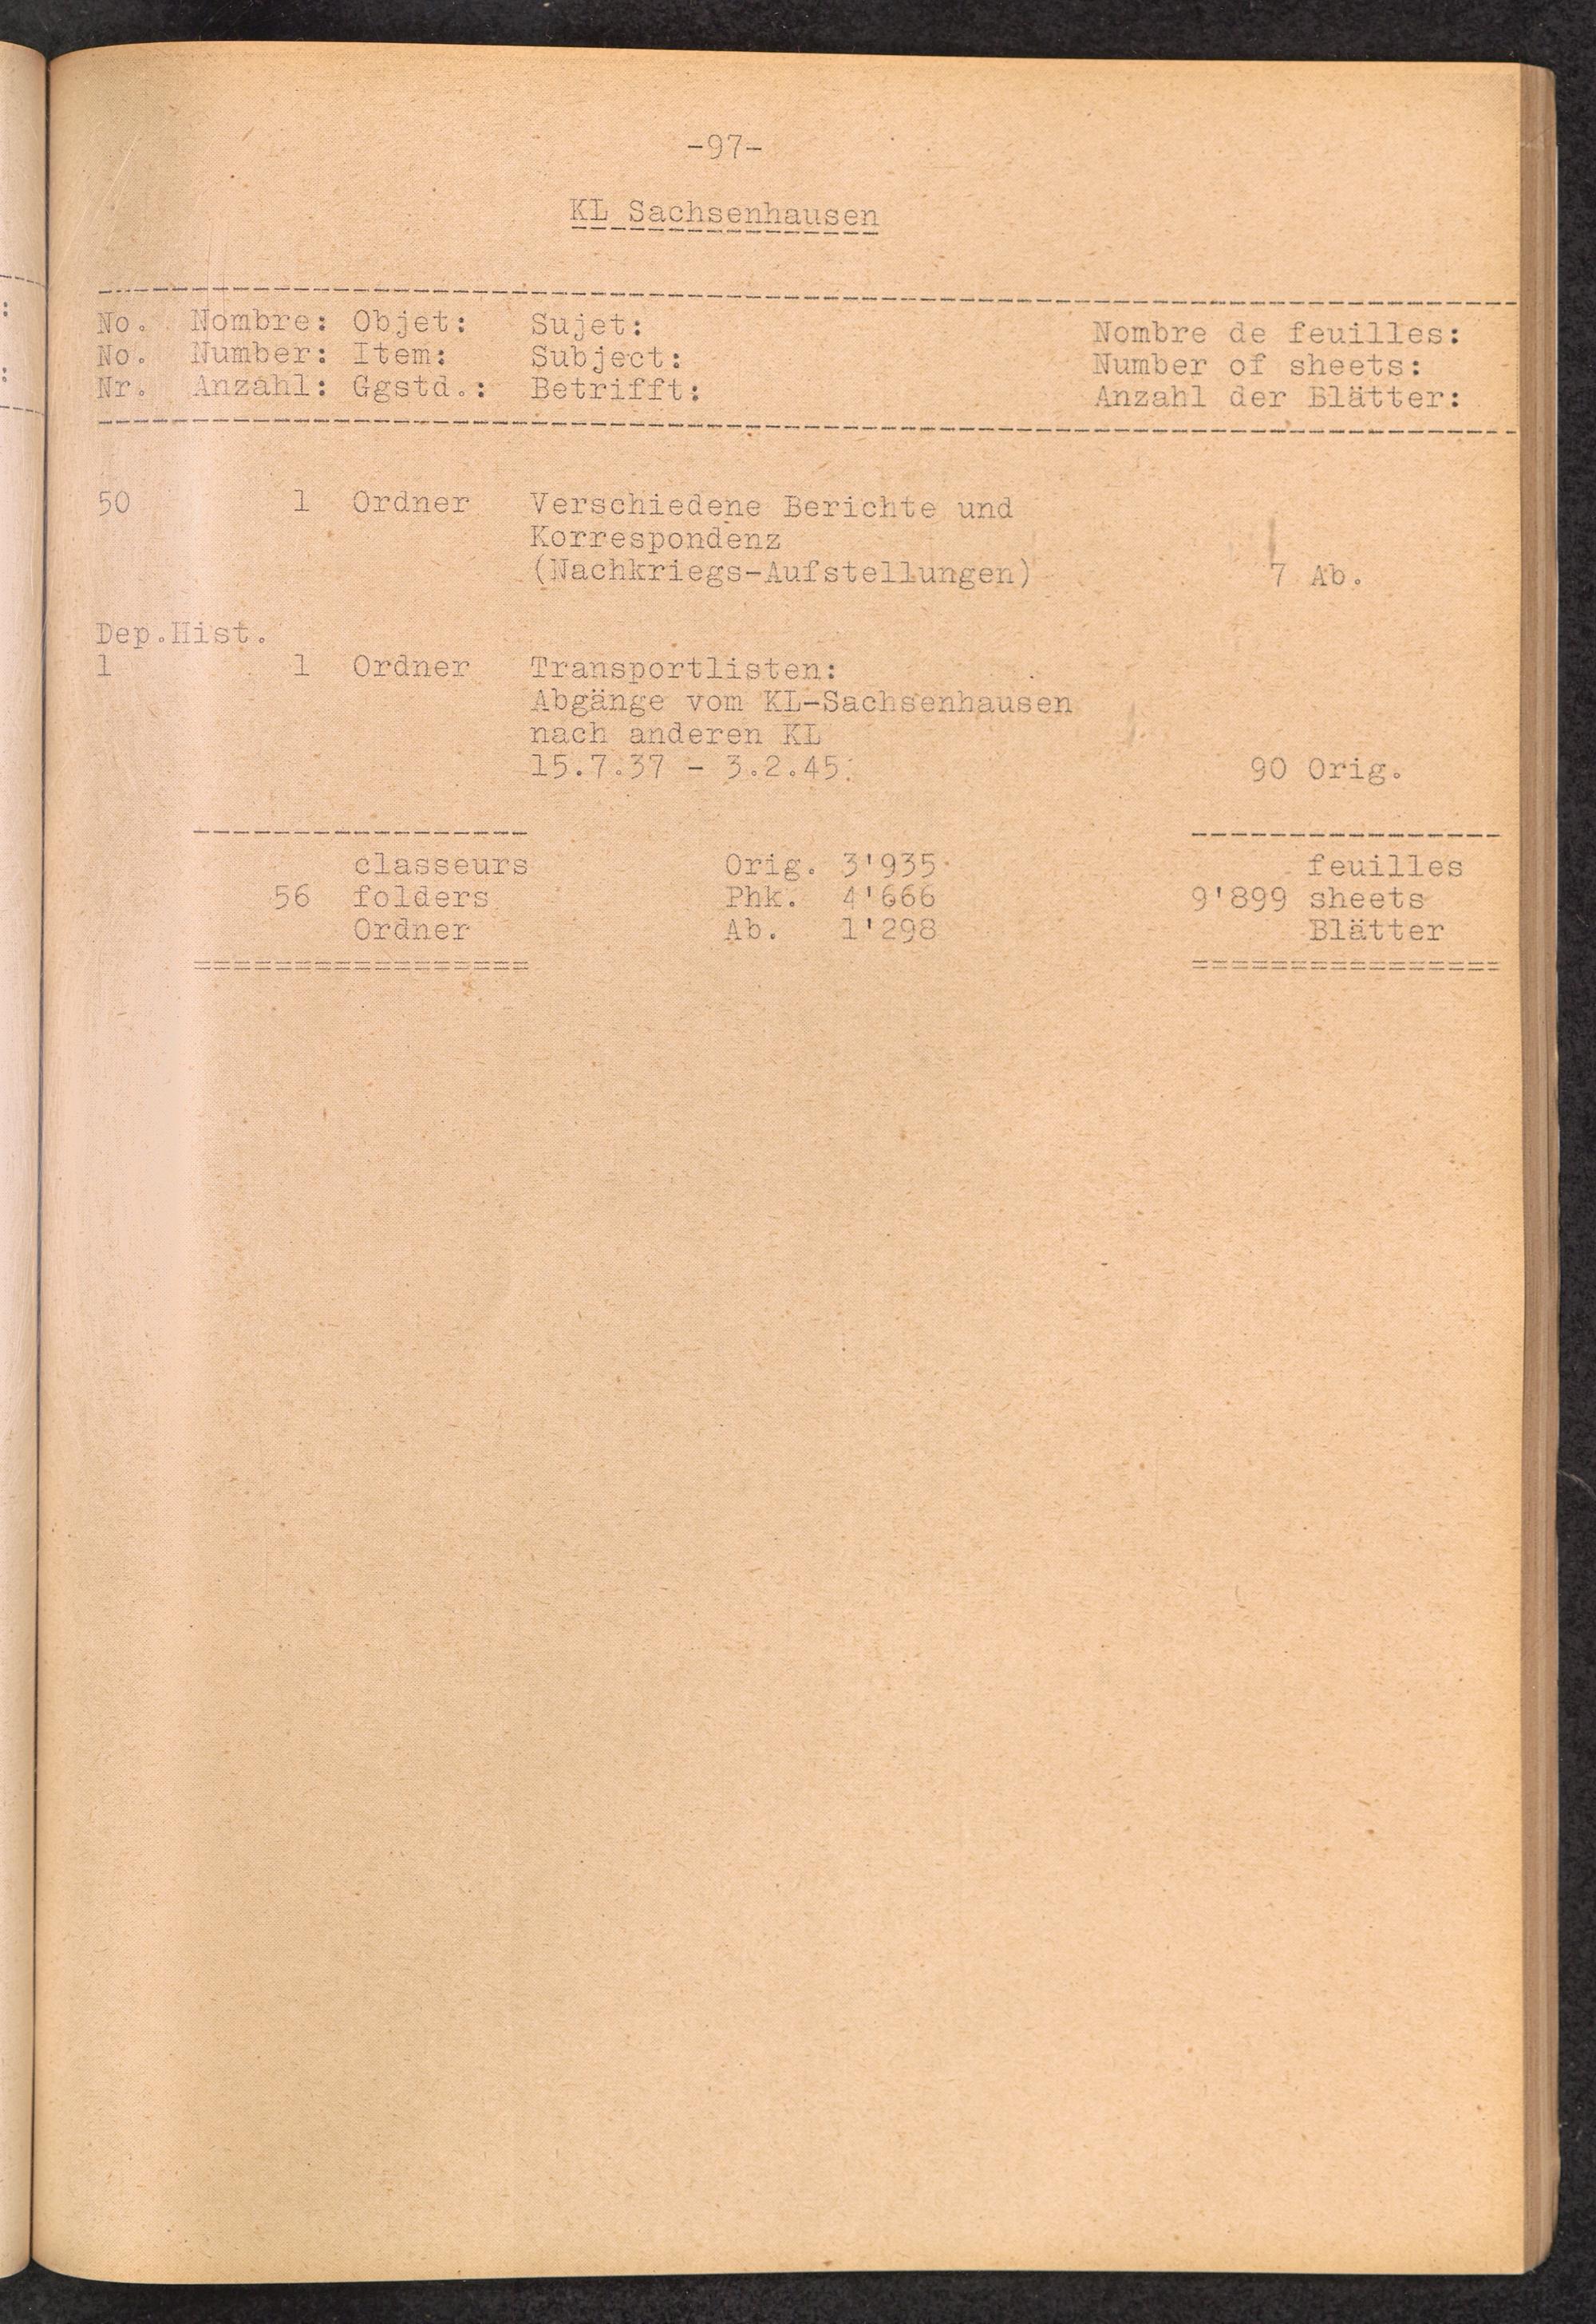 -97-
KL Sachsenhausen
No. Nombre: Objet: Sujet: Nombre de feuilles:
No. Number: Item: Subject: Number of sheets:
Nr. Anzahl: Ggstd.: Betrifft: Anzahl der Blätter:
50 1 Ordner Verschiedene Berichte und
Korrespondenz
(Nachkriegs-Aufstellungen) 7 Ab.
Dep.Hist.
1 1 Ordner Transportlisten:
Abgänge vom KL-Sachsenhausen
nach anderen KL
15.7.37 - 3.2.45. 90 Orig.
classeurs Orig. 3'935 feuilles
56 folders Phk. 4'666 9'899 sheets
Ordner Ab. 1'298 Blätter